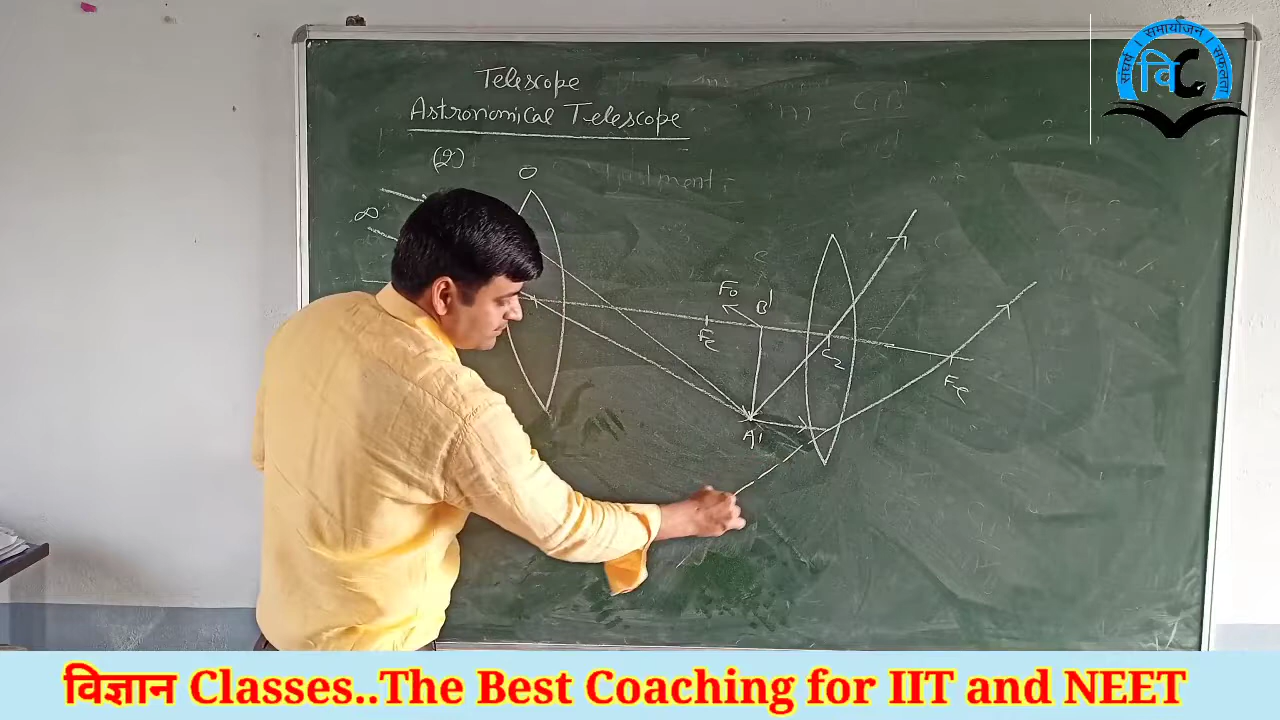 Telescope
Astronomical Telescope
(2)
O
∞
Fo
B'
Fe
C2
Fe
A'
संघर्ष । समायोजन । सफलता
वि C
विज्ञान Classes..The Best Coaching for IIT and NEET